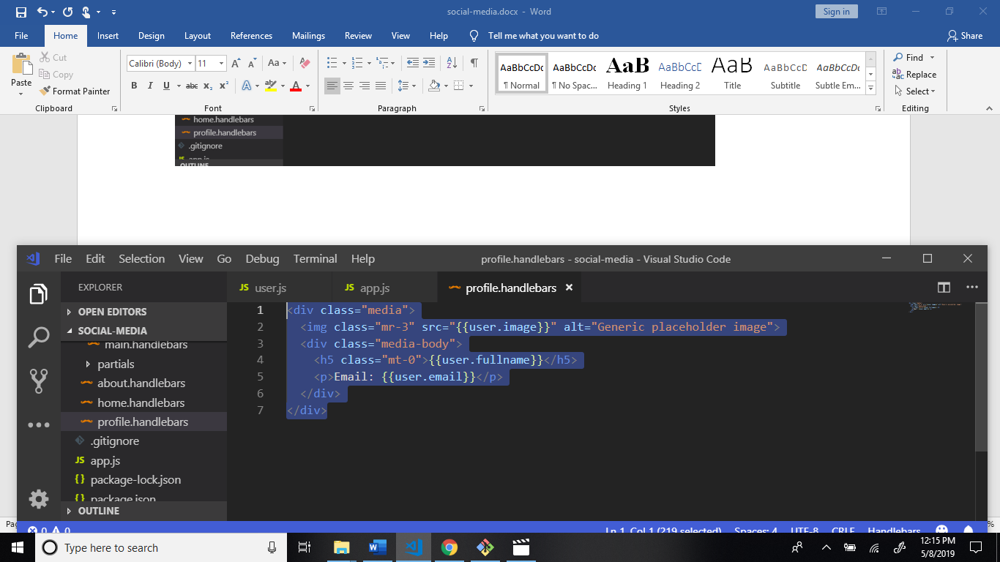 social-media.docx - Word
Sign in
File Home Insert Design Layout References Mailings Review View Help Tell me what you want to do Share
Paste
Cut
Copy
Format Painter
Clipboard
Calibri (Body) 11
Font
Paragraph
AaBbCcDc ¶ Normal
AaBbCcDc ¶ No Spac...
AaB Heading 1
AaBbCcD Heading 2
AaB Title
AaBbCcD Subtitle
AaBbCcDc Subtle Em...
Styles
Find
Replace
Select
Editing
home.handlebars
profile.handlebars
.gitignore
JS app.js
OUTLINE
File Edit Selection View Go Debug Terminal Help
profile.handlebars - social-media - Visual Studio Code
EXPLORER
OPEN EDITORS
SOCIAL-MEDIA
main.handlebars
partials
about.handlebars
home.handlebars
profile.handlebars
.gitignore
JS app.js
{} package-lock.json
{} package.json
OUTLINE
JS user.js
JS app.js
profile.handlebars
1 <div class="media">
2 <img class="mr-3" src="{{user.image}}" alt="Generic placeholder image">
3 <div class="media-body">
4 <h5 class="mt-0">{{user.fullname}}</h5>
5 <p>Email: {{user.email}}</p>
6 </div>
7 </div>
0 0
Ln 1, Col 1 (219 selected) Spaces: 4 UTF-8 CRLF Handlebars
Pag
%
Type here to search
12:15 PM
5/8/2019